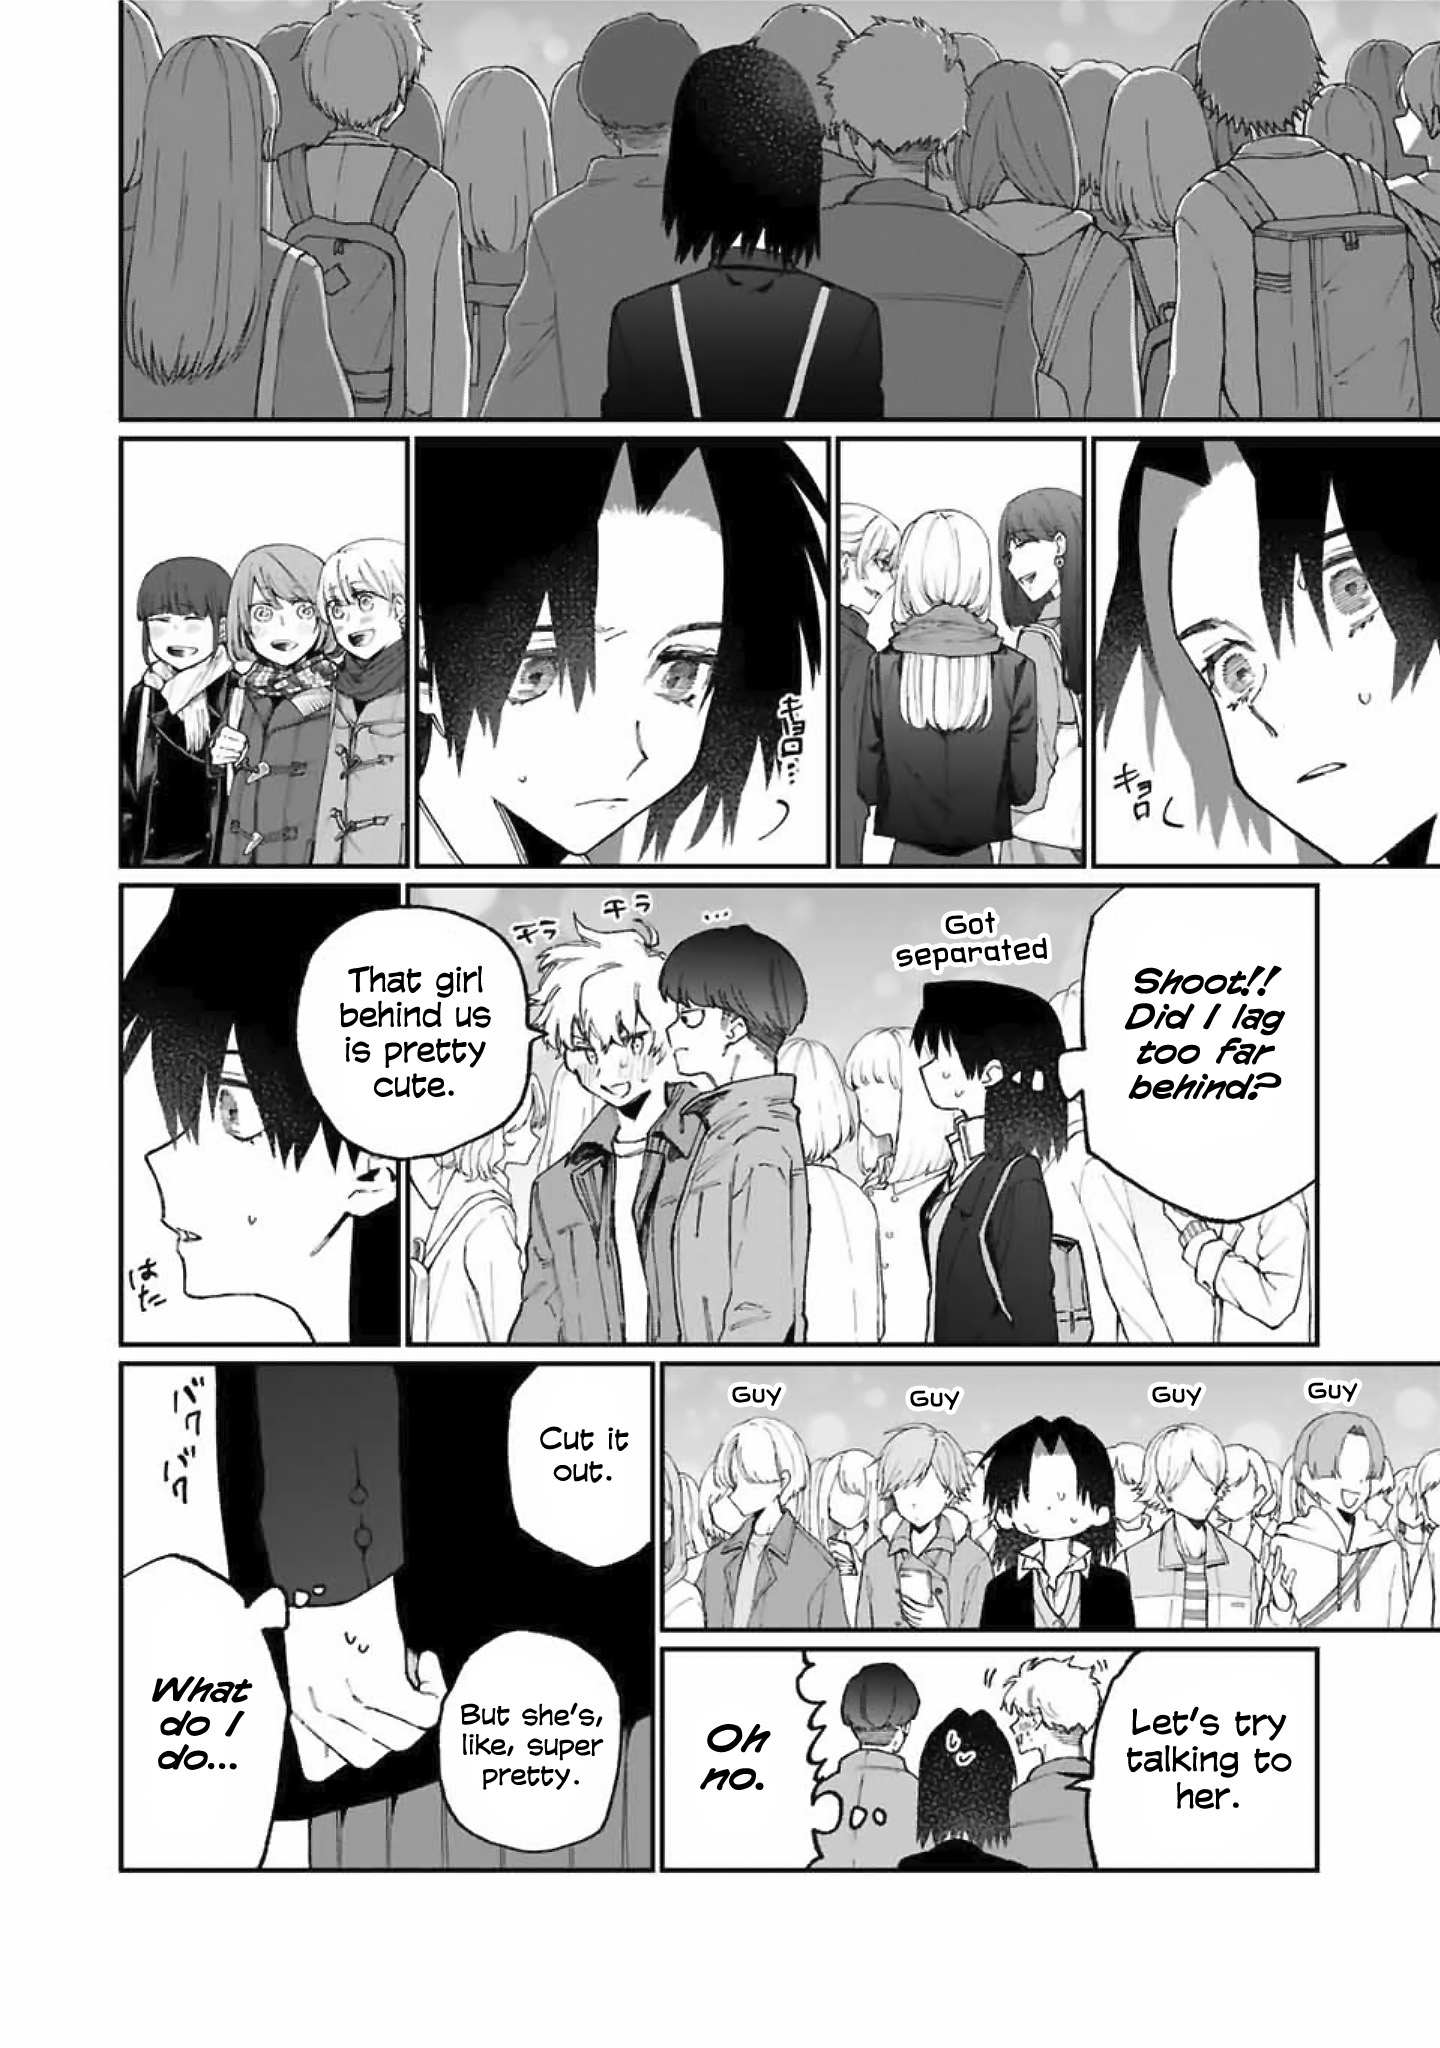 キョロ
キョロ…
Shoot!!
Did I lag
too far
behind?
Got
separated
…
チラ
チラ
That girl
behind us
is pretty
cute.
はた
Guy
Guy
Guy
Guy
Let's try
talking to
her.
Oh
no.
Cut it
out.
But she's,
like, super
pretty.
バク
バク
What
do I
do...